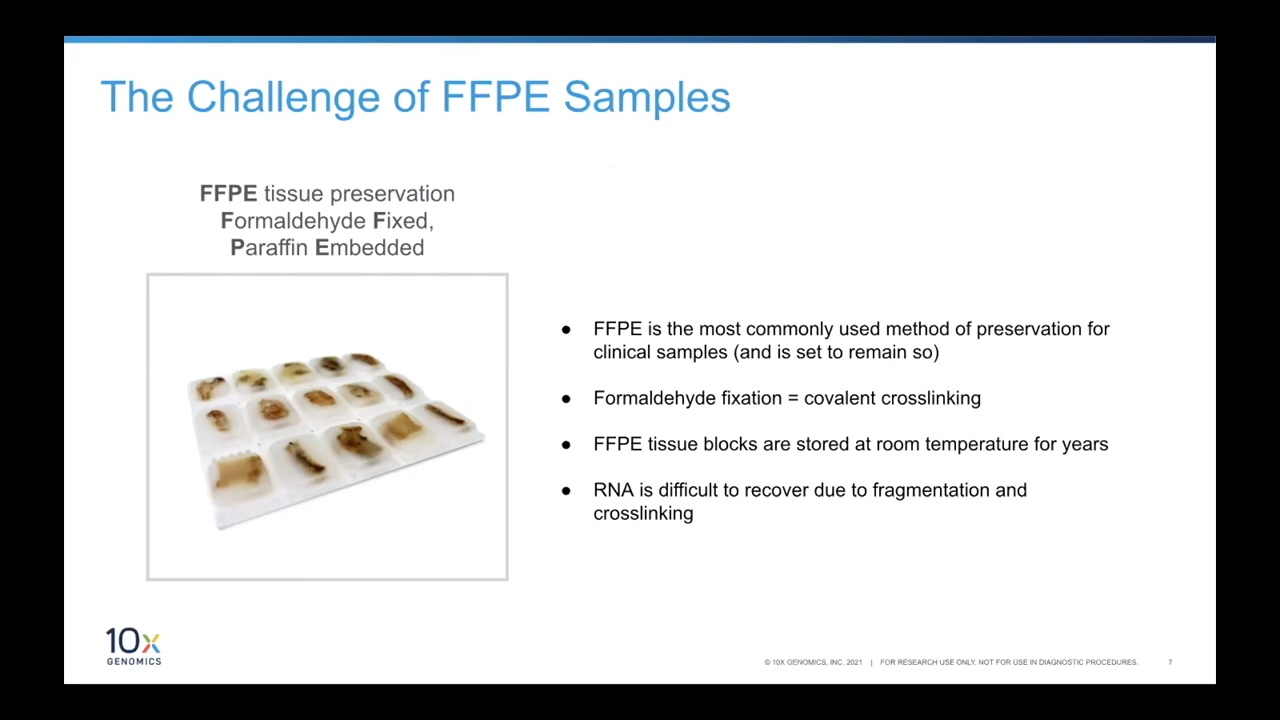 The Challenge of FFPE Samples
FFPE tissue preservation
Formaldehyde Fixed,
Paraffin Embedded
● FFPE is the most commonly used method of preservation for
clinical samples (and is set to remain so)
● Formaldehyde fixation = covalent crosslinking
● FFPE tissue blocks are stored at room temperature for years
● RNA is difficult to recover due to fragmentation and
crosslinking
10x
GENOMICS
© 10X GENOMICS, INC. 2021 | FOR RESEARCH USE ONLY. NOT FOR USE IN DIAGNOSTIC PROCEDURES. 7